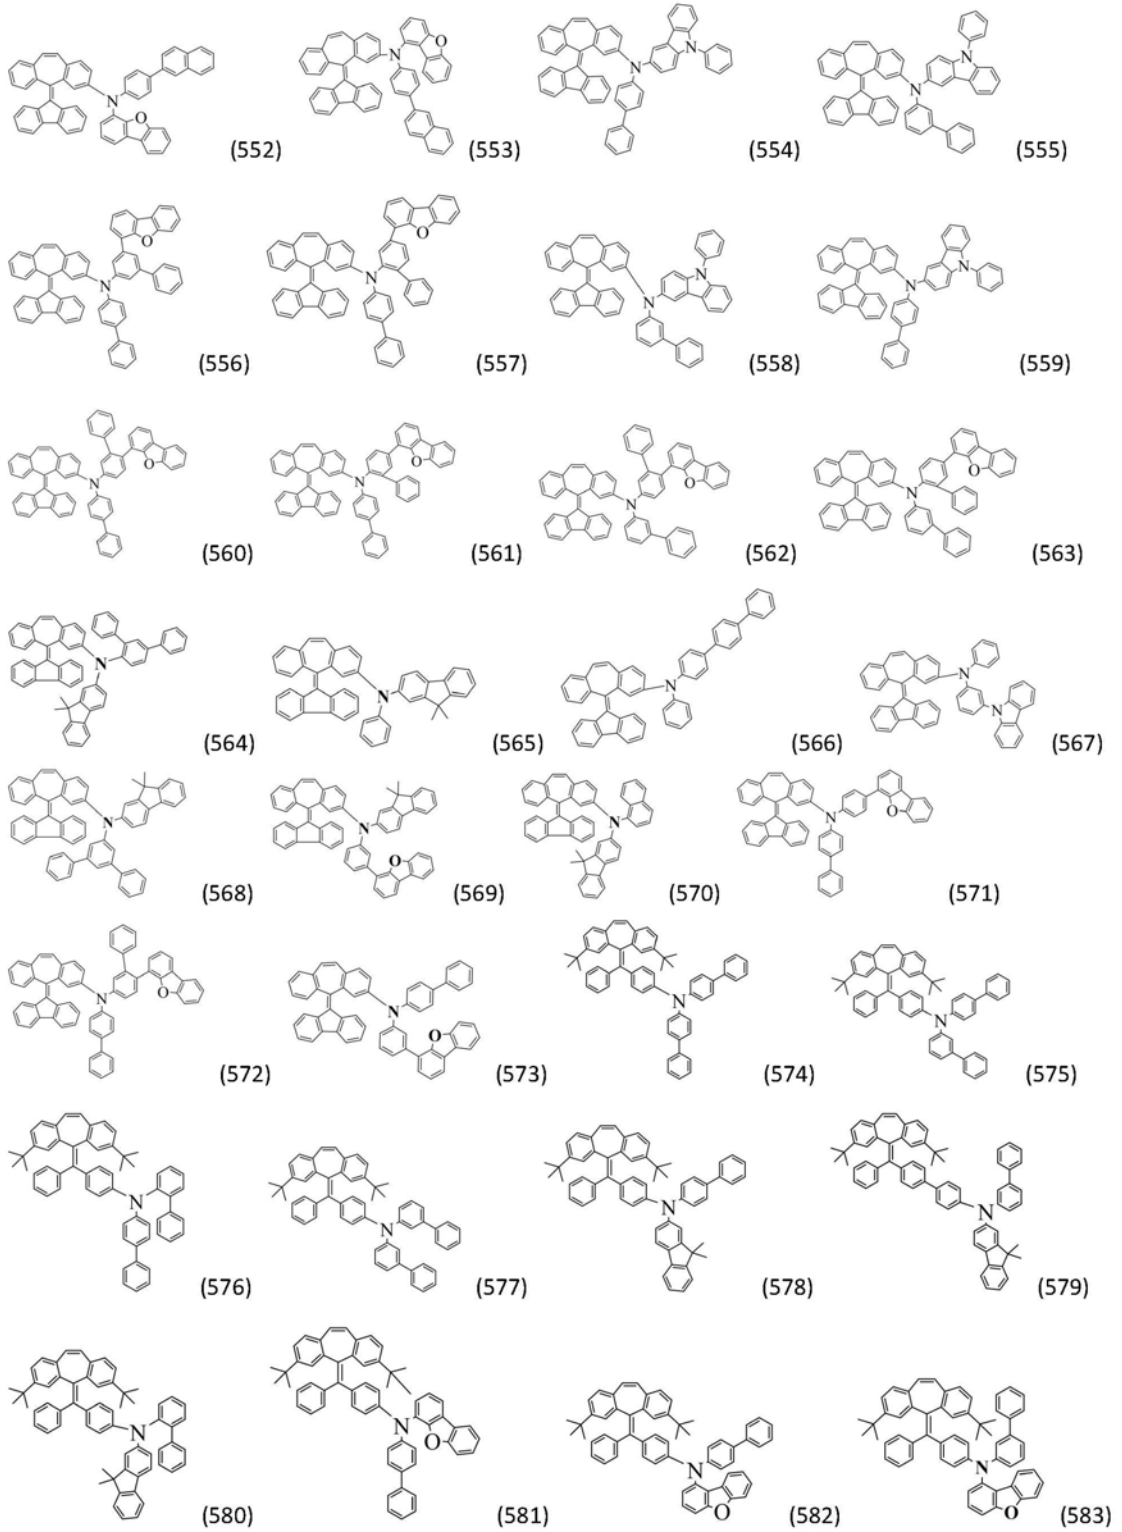 N O (552) N O (553) N N (554) N N (555)
N O (556) N O (557) N N (558) N N (559)
N O (560) N O (561) N O (562) N O (563)
N (564) N (565) N (566) N N (567)
N (568) N O (569) N (570) N O (571)
N O (572) N O (573) N (574) N (575)
N (576) N (577) N (578) N (579)
N (580) N O (581) N O (582) N O (583)